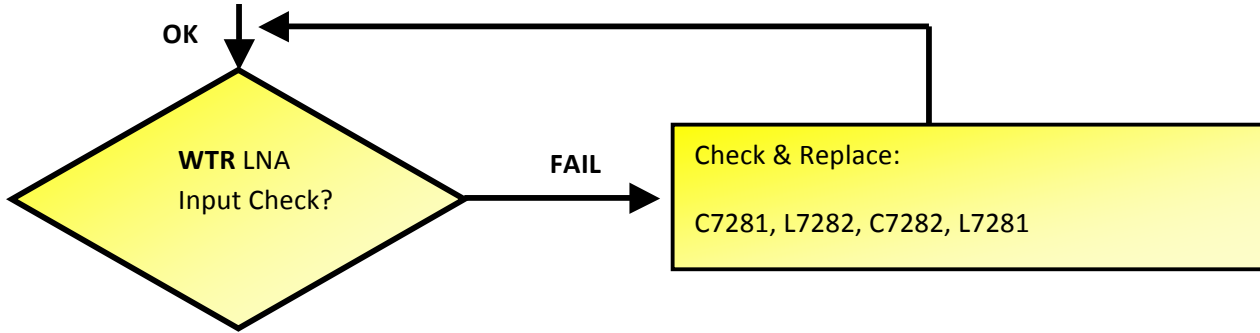 OK
WTR LNA
Input Check?
FAIL
Check & Replace:
C7281, L7282, C7282, L7281